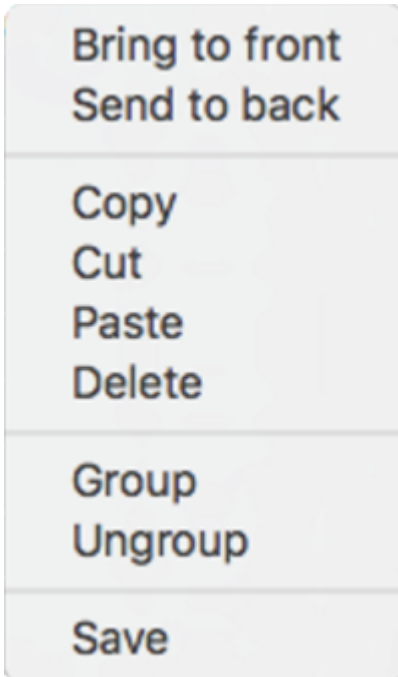 Bring to front
Send to back
Copy
Cut
Paste
Delete
Group
Ungroup
Save